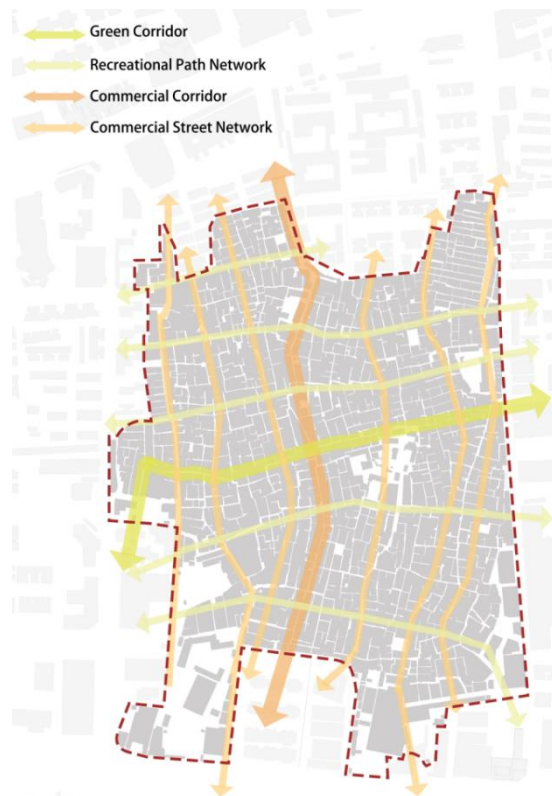 Green Corridor
Recreational Path Network
Commercial Corridor
Commercial Street Network